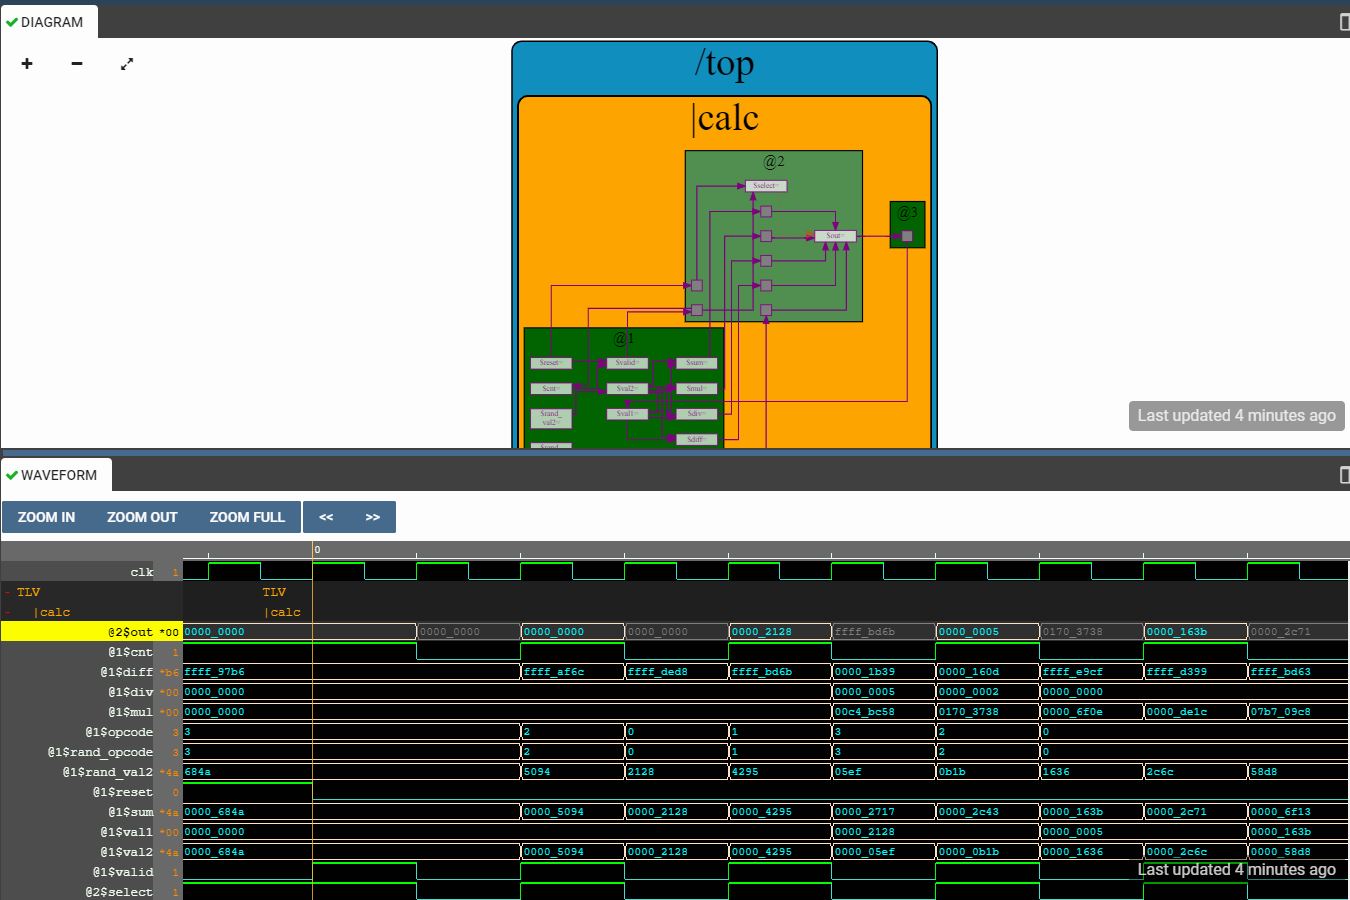 DIAGRAM
/top
|calc
@2
$select=
@3
$out=
@1
$reset=
$valid=
$sum=
$cnt=
$val2=
$mul=
$rand_
val2=
$val1=
$div=
$diff=
$rand_
Last updated 4 minutes ago
WAVEFORM
ZOOM IN ZOOM OUT ZOOM FULL << >>
0
clk 1
- TLV TLV
- |calc |calc
@2$out *00 0000_0000 0000_0000 0000_0000 0000_0000 0000_2128 ffff_bd6b 0000_0005 0170_3738 0000_163b 0000_2c71
@1$cnt 1
@1$diff *b6 ffff_97b6 ffff_af6c ffff_ded8 ffff_bd6b 0000_1b39 0000_160d ffff_e9cf ffff_d399 ffff_bd63
@1$div *00 0000_0000 0000_0005 0000_0002 0000_0000
@1$mul *00 0000_0000 00c4_bc58 0170_3738 0000_6f0e 0000_de1c 07b7_09c8
@1$opcode 3 3 2 0 1 3 2 0
@1$rand_opcode 3 3 2 0 1 3 2 0
@1$rand_val2 *4a 684a 5094 2128 4295 05ef 0b1b 1636 2c6c 58d8
@1$reset 0
@1$sum *4a 0000_684a 0000_5094 0000_2128 0000_4295 0000_2717 0000_2c43 0000_163b 0000_2c71 0000_6f13
@1$val1 *00 0000_0000 0000_2128 0000_0005 0000_163b
@1$val2 *4a 0000_684a 0000_5094 0000_2128 0000_4295 0000_05ef 0000_0b1b 0000_1636 0000_2c6c 0000_58d8
@1$valid 1
Last updated 4 minutes ago
@2$select 1